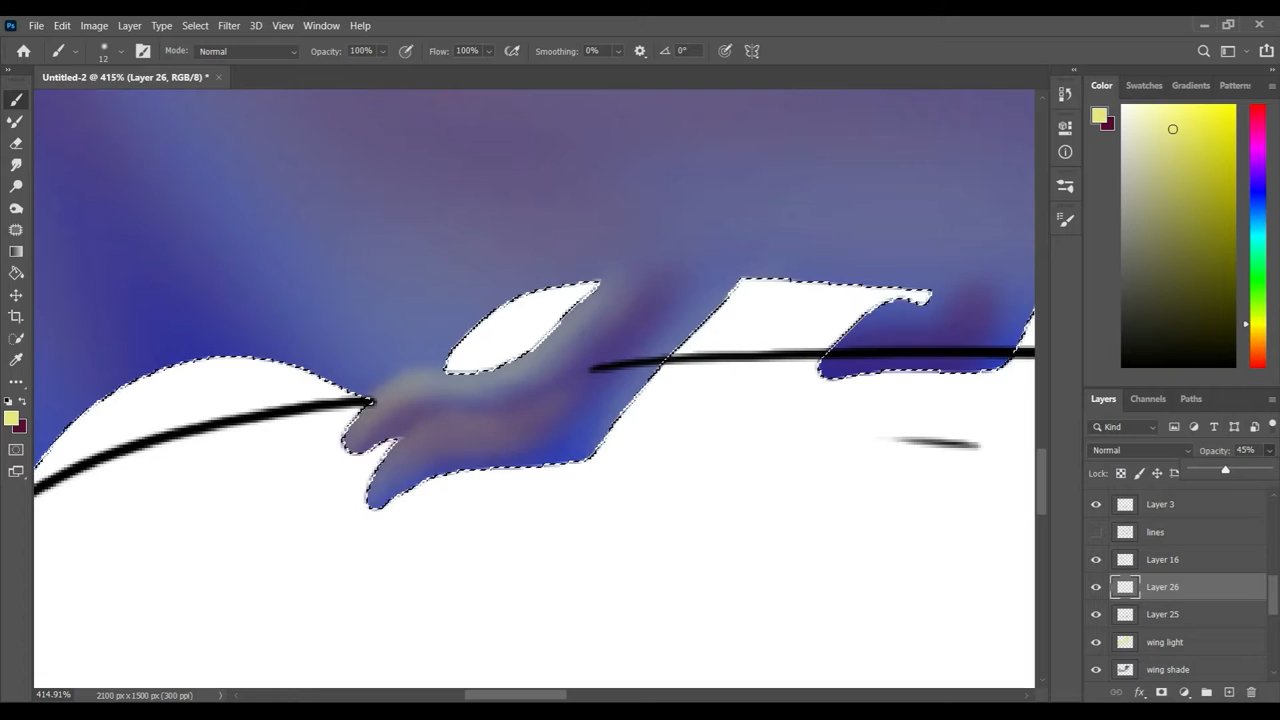 Ps File Edit Image Layer Type Select Filter 3D View Window Help
12 Mode: Normal Opacity: 100% Flow: 100% Smoothing: 0% 0°
Untitled-2 @ 415% (Layer 26, RGB/8) *
Color Swatches Gradients Patterns
Layers Channels Paths
Kind
Normal Opacity: 45%
Lock:
Layer 3
lines
Layer 16
Layer 26
Layer 25
wing light
wing shade
fx
414.91% 2100 px x 1500 px (300 ppi)